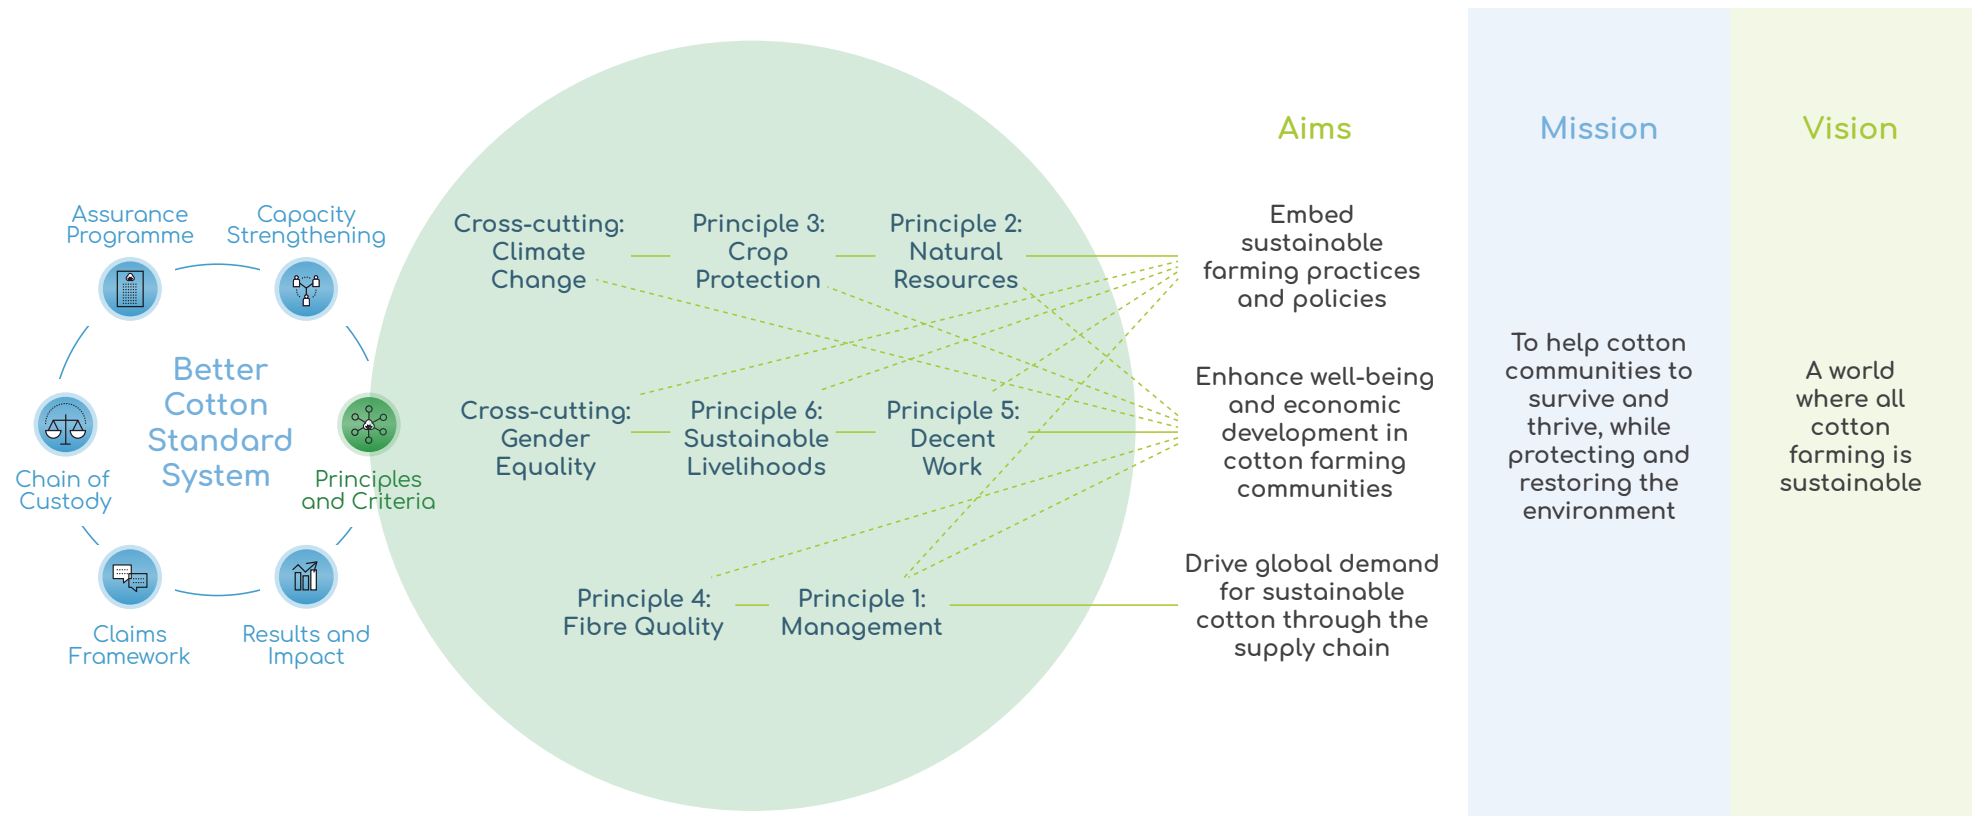 Assurance
Programme
Capacity
Strengthening
Better
Cotton
Standard
System
Chain of
Custody
Principles
and Criteria
Claims
Framework
Results and
Impact
Cross-cutting:
Climate
Change
Principle 3:
Crop
Protection
Principle 2:
Natural
Resources
Cross-cutting:
Gender
Equality
Principle 6:
Sustainable
Livelihoods
Principle 5:
Decent
Work
Principle 4:
Fibre Quality
Principle 1:
Management
Aims
Embed
sustainable
farming practices
and policies
Enhance well-being
and economic
development in
cotton farming
communities
Drive global demand
for sustainable
cotton through the
supply chain
Mission
To help cotton
communities to
survive and
thrive, while
protecting and
restoring the
environment
Vision
A world
where all
cotton
farming is
sustainable